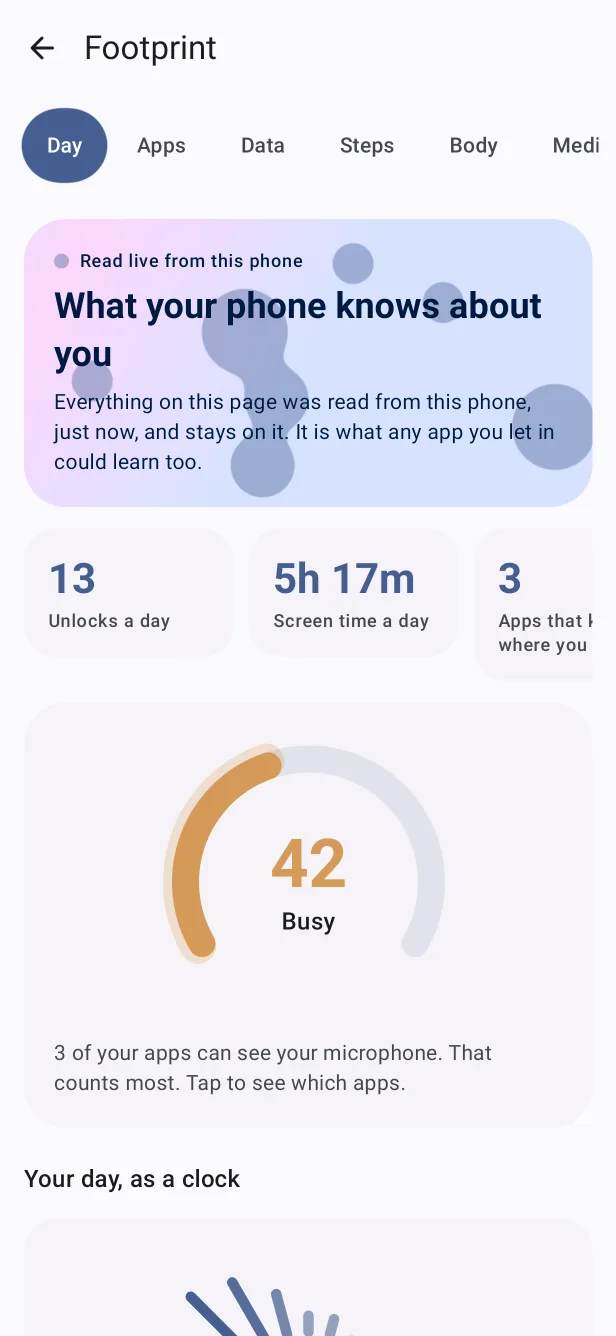 Footprint
Day
Apps
Data
Steps
Body
Medi
Read live from this phone
What your phone knows about
you
Everything on this page was read from this phone,
just now, and stays on it. It is what any app you let in
could learn too.
13
Unlocks a day
5h 17m
Screen time a day
3
Apps that
where you
42
Busy
3 of your apps can see your microphone. That
counts most. Tap to see which apps.
Your day, as a clock